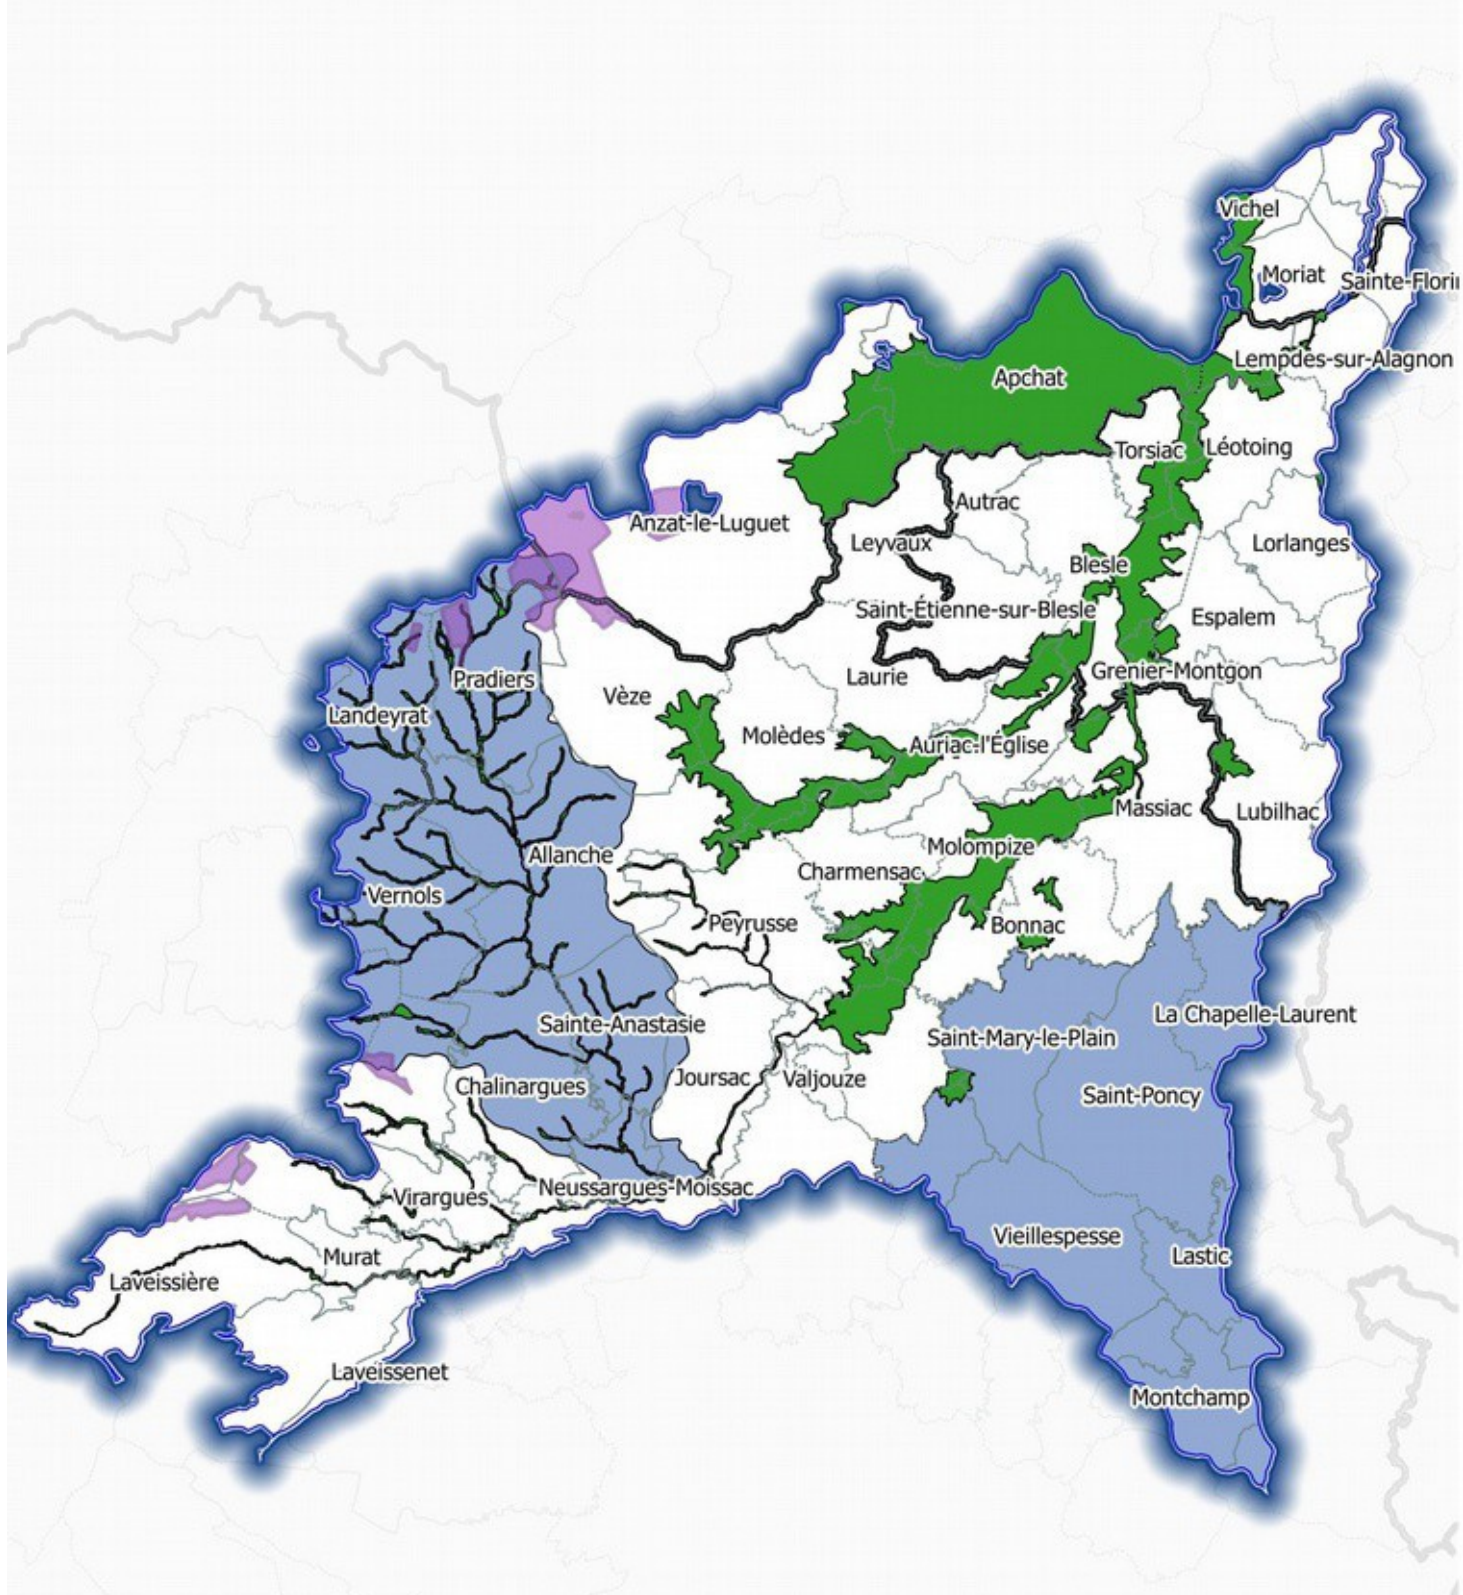 Vichel
Moriat
Sainte-Flori
Lempdes-sur-Alagnon
Apchat
Torsiac
Léotoing
Autrac
Anzat-le-Luguet
Leyvaux
Lorlanges
Blesle
Saint-Étienne-sur-Blesle
Espalem
Laurie
Grenier-Montgon
Pradiers
Vèze
Landeyrat
Molèdes
Auriac-l'Église
Massiac
Lubilhac
Allanche
Molompize
Charmensac
Vernols
Peyrusse
Bonnac
La Chapelle-Laurent
Sainte-Anastasie
Saint-Mary-le-Plain
Joursac
Valjouze
Chalinargues
Saint-Poncy
Neussargues-Moissac
Virargues
Vieillespesse
Murat
Lastic
Laveissière
Laveissenet
Montchamp